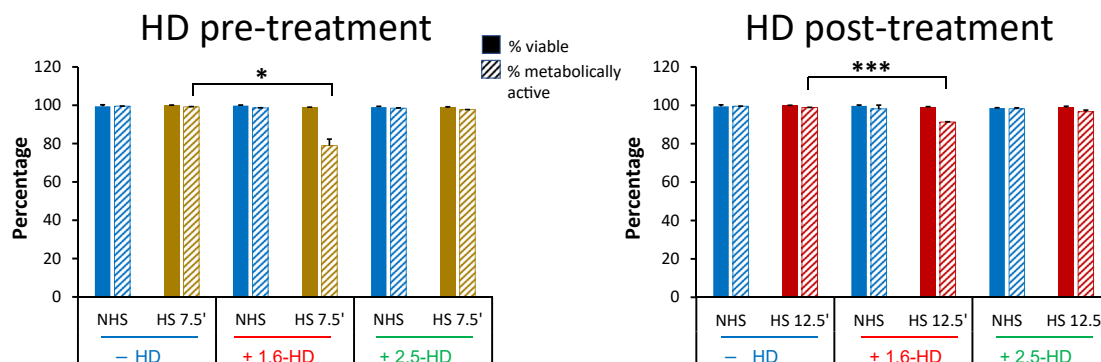 HD pre-treatment
% viable
% metabolically
active
120
100
80
60
40
20
0
Percentage
*
NHS HS 7.5' NHS HS 7.5' NHS HS 7.5'
– HD + 1,6-HD + 2,5-HD
HD post-treatment
120
100
80
60
40
20
0
Percentage
***
NHS HS 12.5' NHS HS 12.5' NHS HS 12.5
– HD + 1,6-HD + 2,5-HD